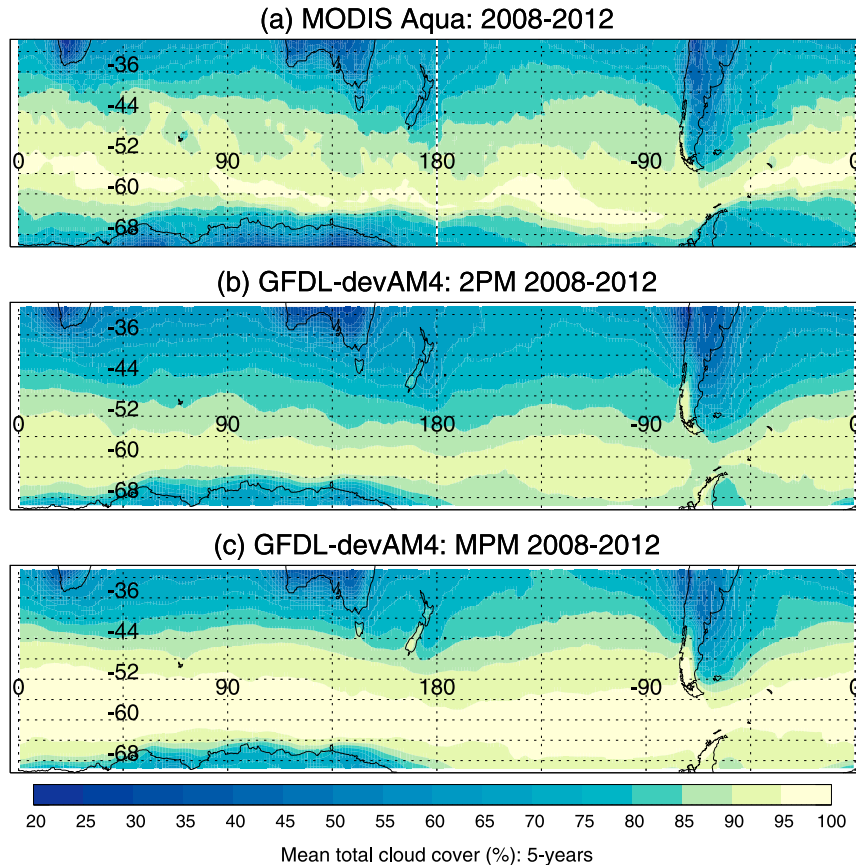 (a) MODIS Aqua: 2008-2012
-36
-44
-52
0 90 180 -90 0
-60
-68
(b) GFDL-devAM4: 2PM 2008-2012
-36
-44
-52
0 90 180 -90 0
-60
-68
(c) GFDL-devAM4: MPM 2008-2012
-36
-44
-52
0 90 180 -90 0
-60
-68
20 25 30 35 40 45 50 55 60 65 70 75 80 85 90 95 100
Mean total cloud cover (%): 5-years